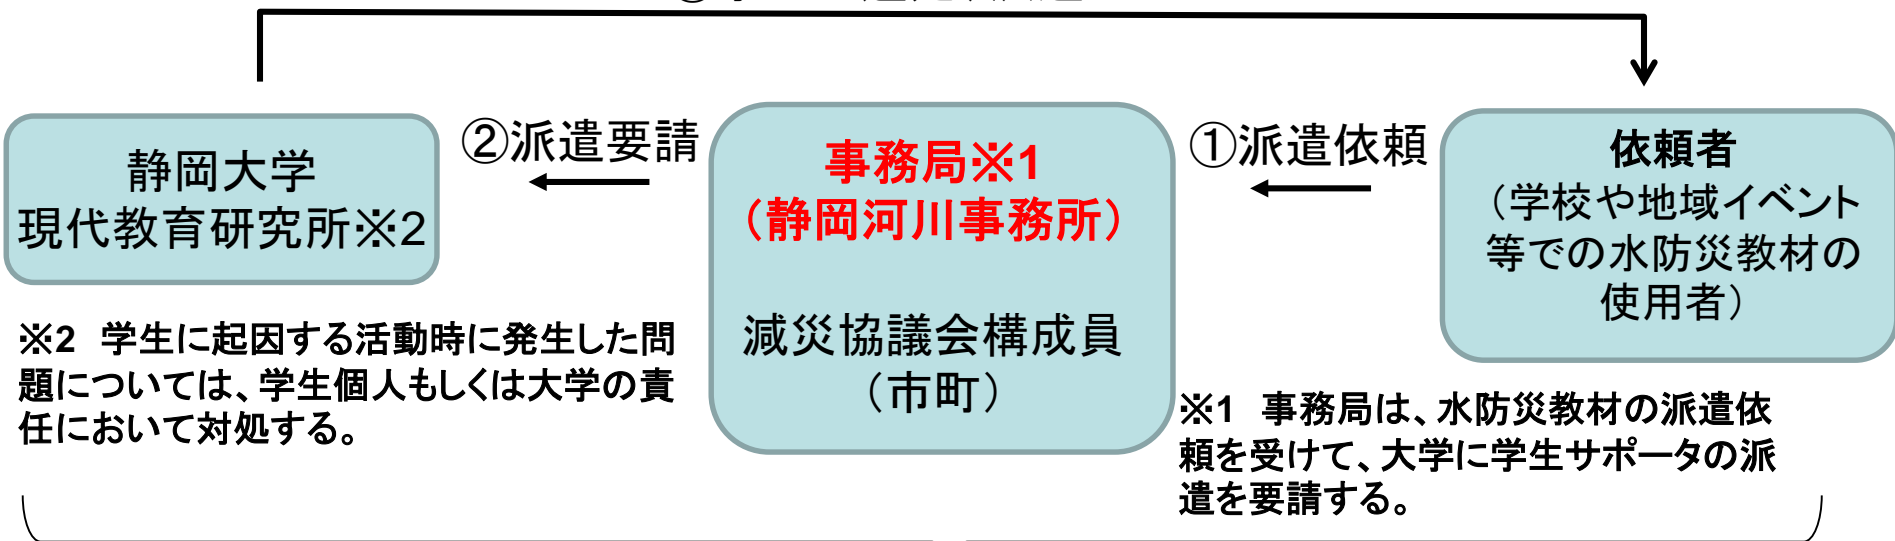 静岡大学
現代教育研究所※2
②派遣要請
事務局※1
（静岡河川事務所）
減災協議会構成員
（市町）
①派遣依頼
依頼者
（学校や地域イベント
等での水防災教材の
使用者）
※2　学生に起因する活動時に発生した問
題については、学生個人もしくは大学の責
任において対処する。
※1　事務局は、水防災教材の派遣依
頼を受けて、大学に学生サポータの派
遣を要請する。